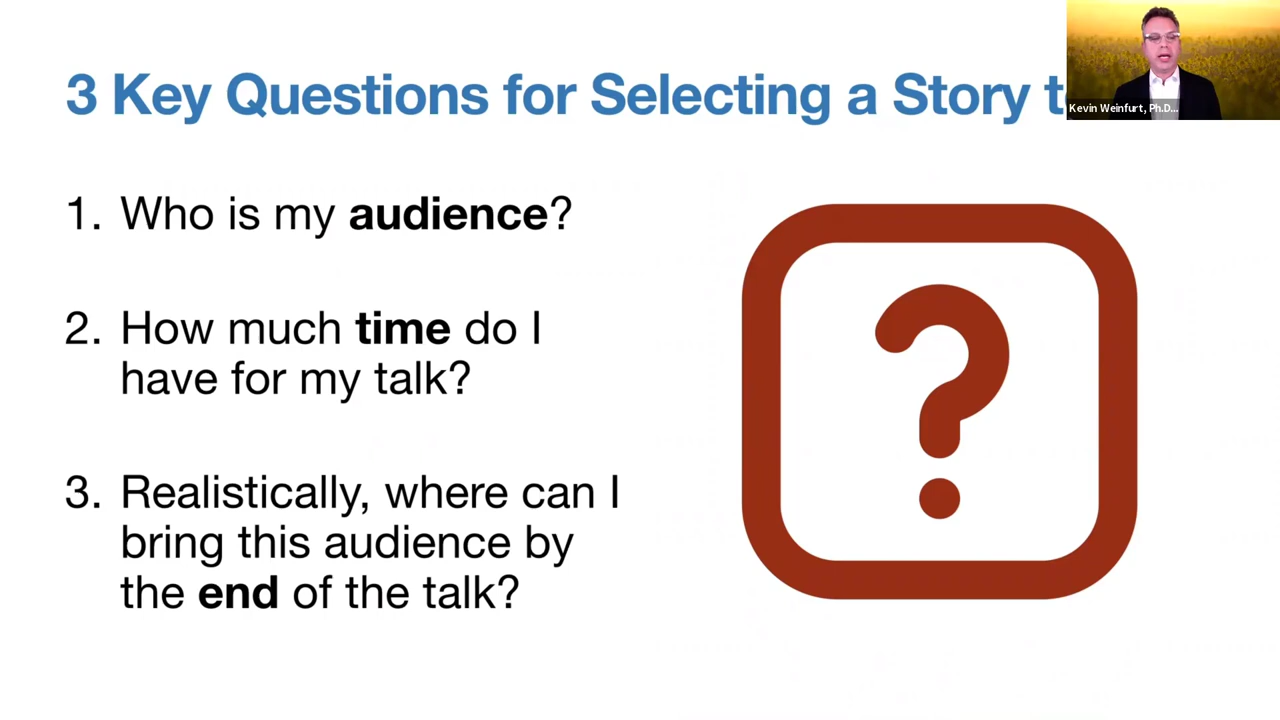 3 Key Questions for Selecting a Story
Kevin Weinfurt, Ph.D...
1. Who is my audience?
2. How much time do I
have for my talk?
3. Realistically, where can I
bring this audience by
the end of the talk?